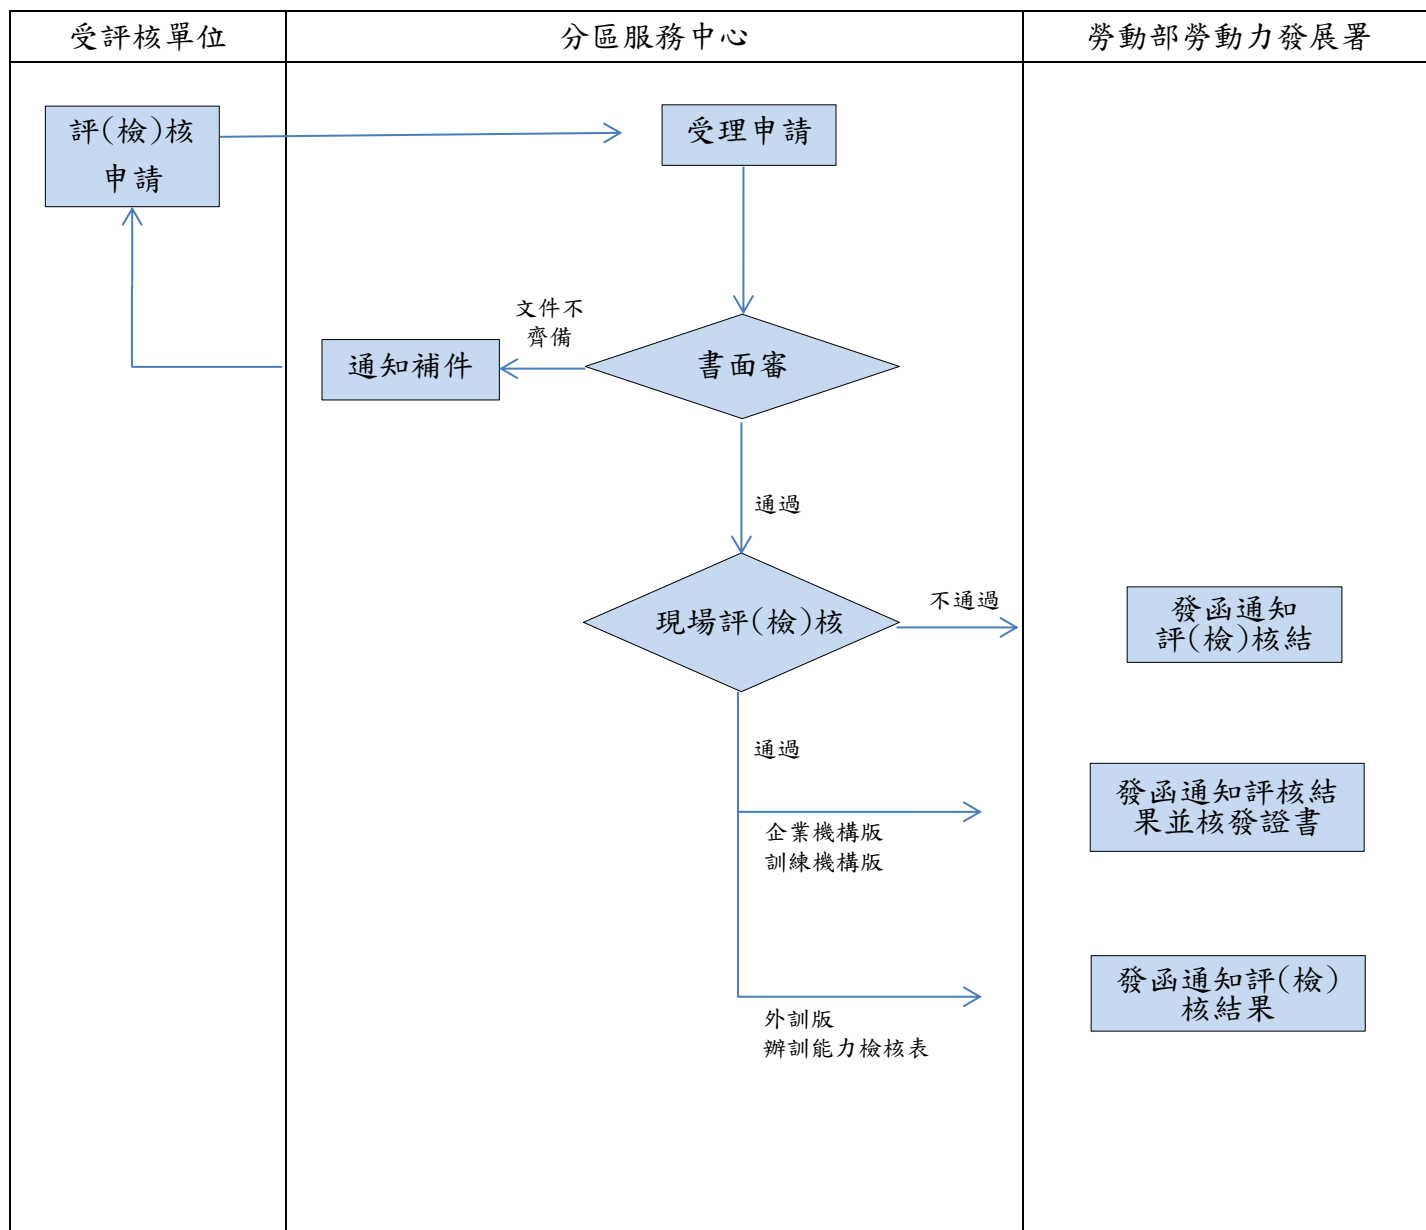 受評核單位
分區服務中心
勞動部勞動力發展署
評(檢)核
申請
受理申請
文件不
齊備
通知補件
書面審
通過
現場評(檢)核
不通過
發函通知
評(檢)核結
通過
企業機構版
訓練機構版
發函通知評核結
果並核發證書
外訓版
辦訓能力檢核表
發函通知評(檢)
核結果